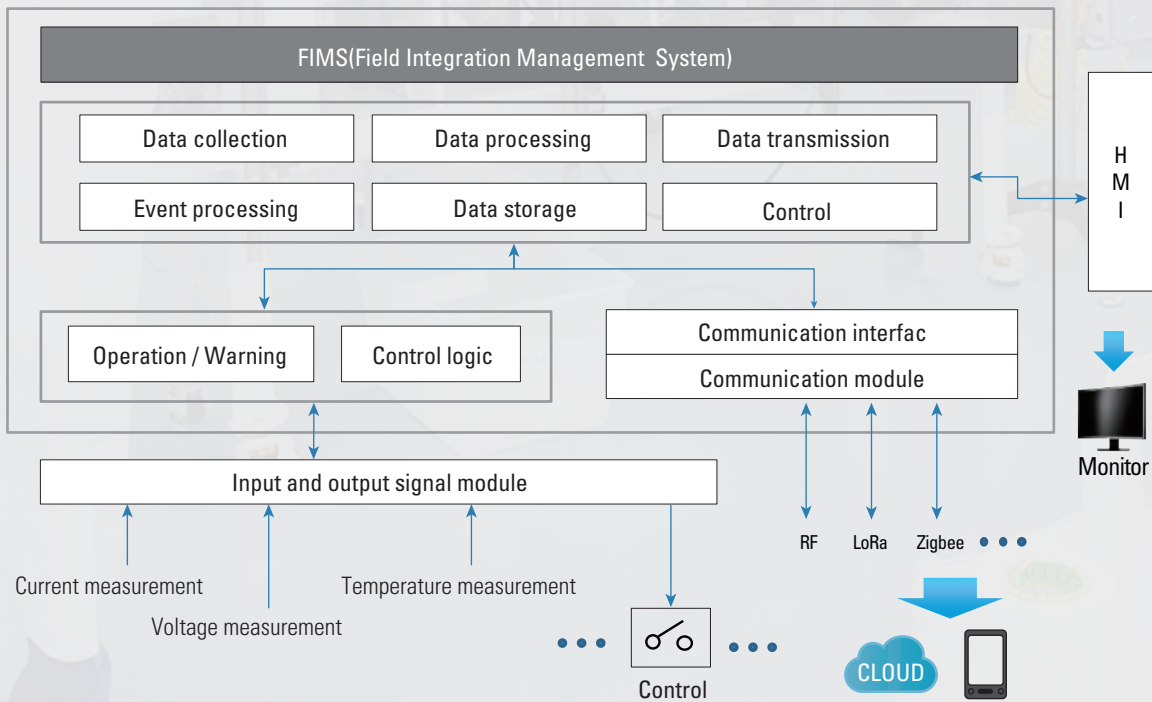 FIMS(Field Integration Management System)
Data collection
Data processing
Data transmission
Event processing
Data storage
Control
H
M
I
Operation / Warning
Control logic
Communication interfac
Communication module
Monitor
Input and output signal module
RF
LoRa
Zigbee
Current measurement
Temperature measurement
Voltage measurement
CLOUD
Control